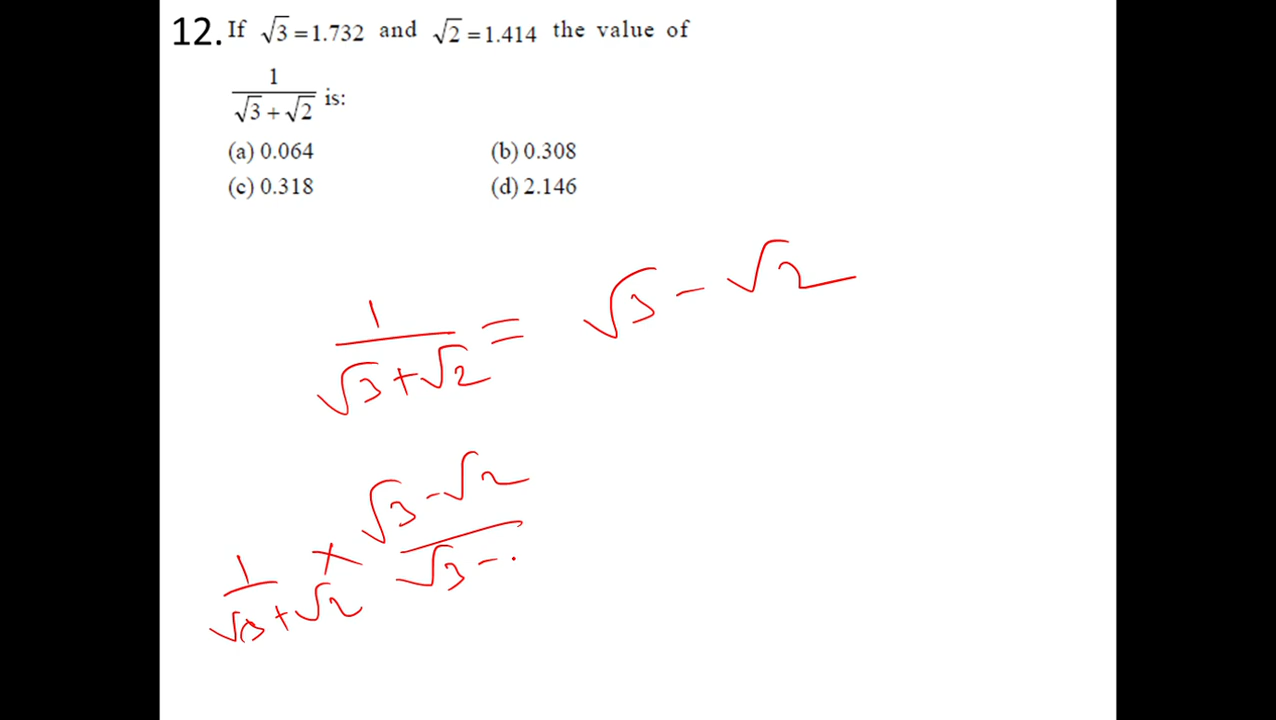 12. If √3 = 1.732 and √2 = 1.414 the value of
1/(√3 + √2) is:
(a) 0.064 (b) 0.308
(c) 0.318 (d) 2.146
1/(√3 + √2) = √3 − √2
1/(√3 + √2) × (√3 − √2)/(√3 −